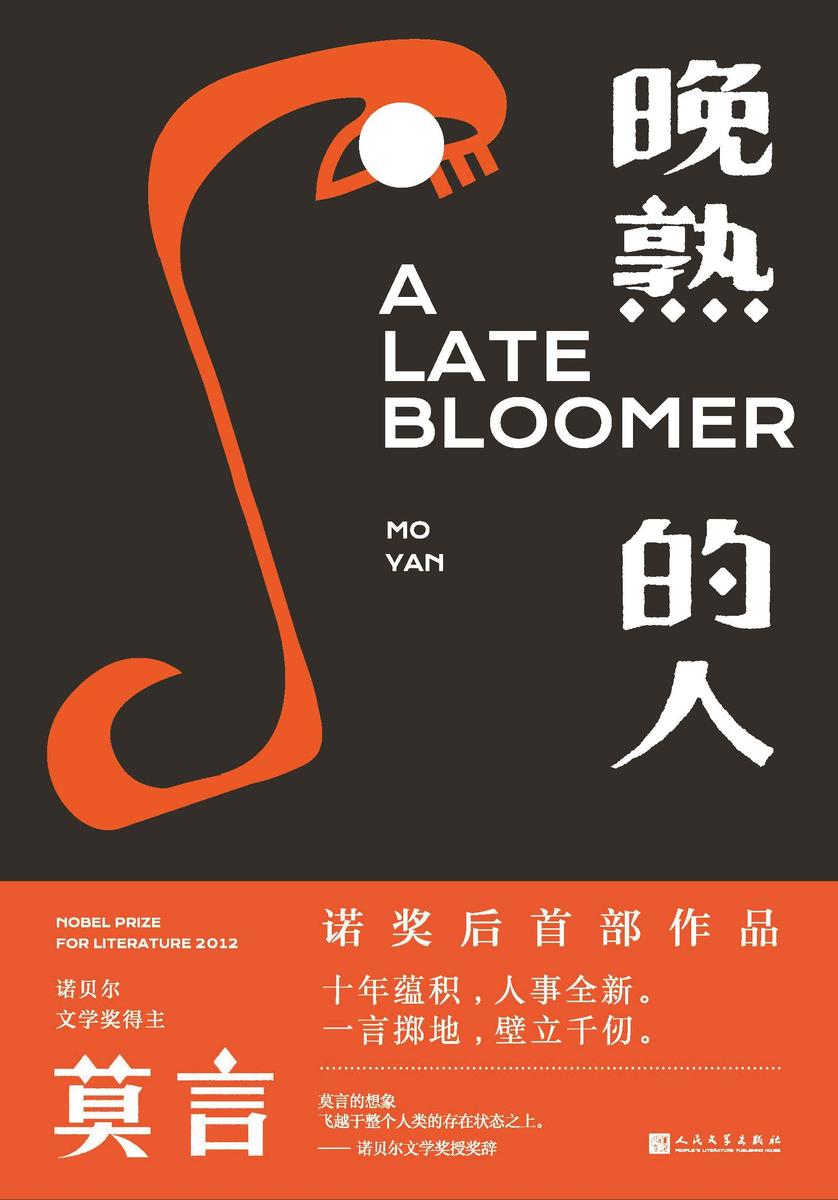 晚熟的人
A
LATE
BLOOMER
MO
YAN
NOBEL PRIZE
FOR LITERATURE 2012
诺贝尔
文学奖得主
莫言
诺奖后首部作品
十年蕴积，人事全新。
一言掷地，壁立千仞。
莫言的想象
飞越于整个人类的存在状态之上。
—— 诺贝尔文学奖授奖辞
人民文学出版社
PEOPLE'S LITERATURE PUBLISHING HOUSE